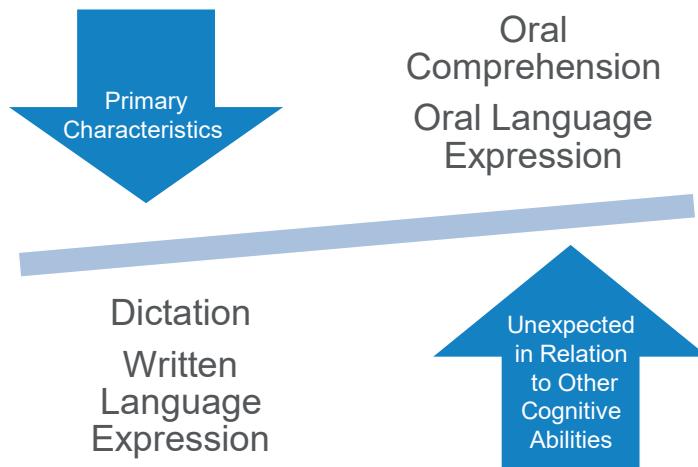 Primary
Characteristics
Oral
Comprehension
Oral Language
Expression
Dictation
Written
Language
Expression
Unexpected
in Relation
to Other
Cognitive
Abilities